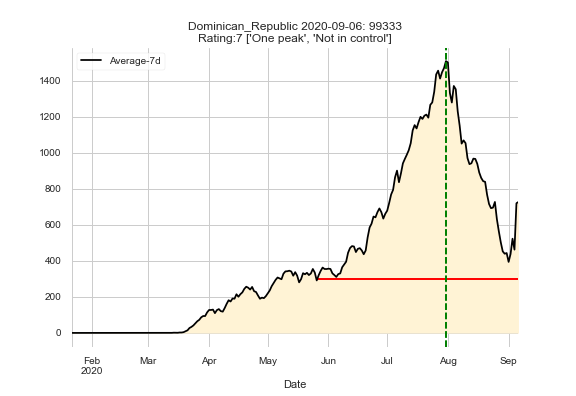 Dominican_Republic 2020-09-06: 99333
Rating:7 ['One peak', 'Not in control']
Average-7d
1400
1200
1000
800
600
400
200
0
Feb Mar Apr May Jun Jul Aug Sep
2020
Date